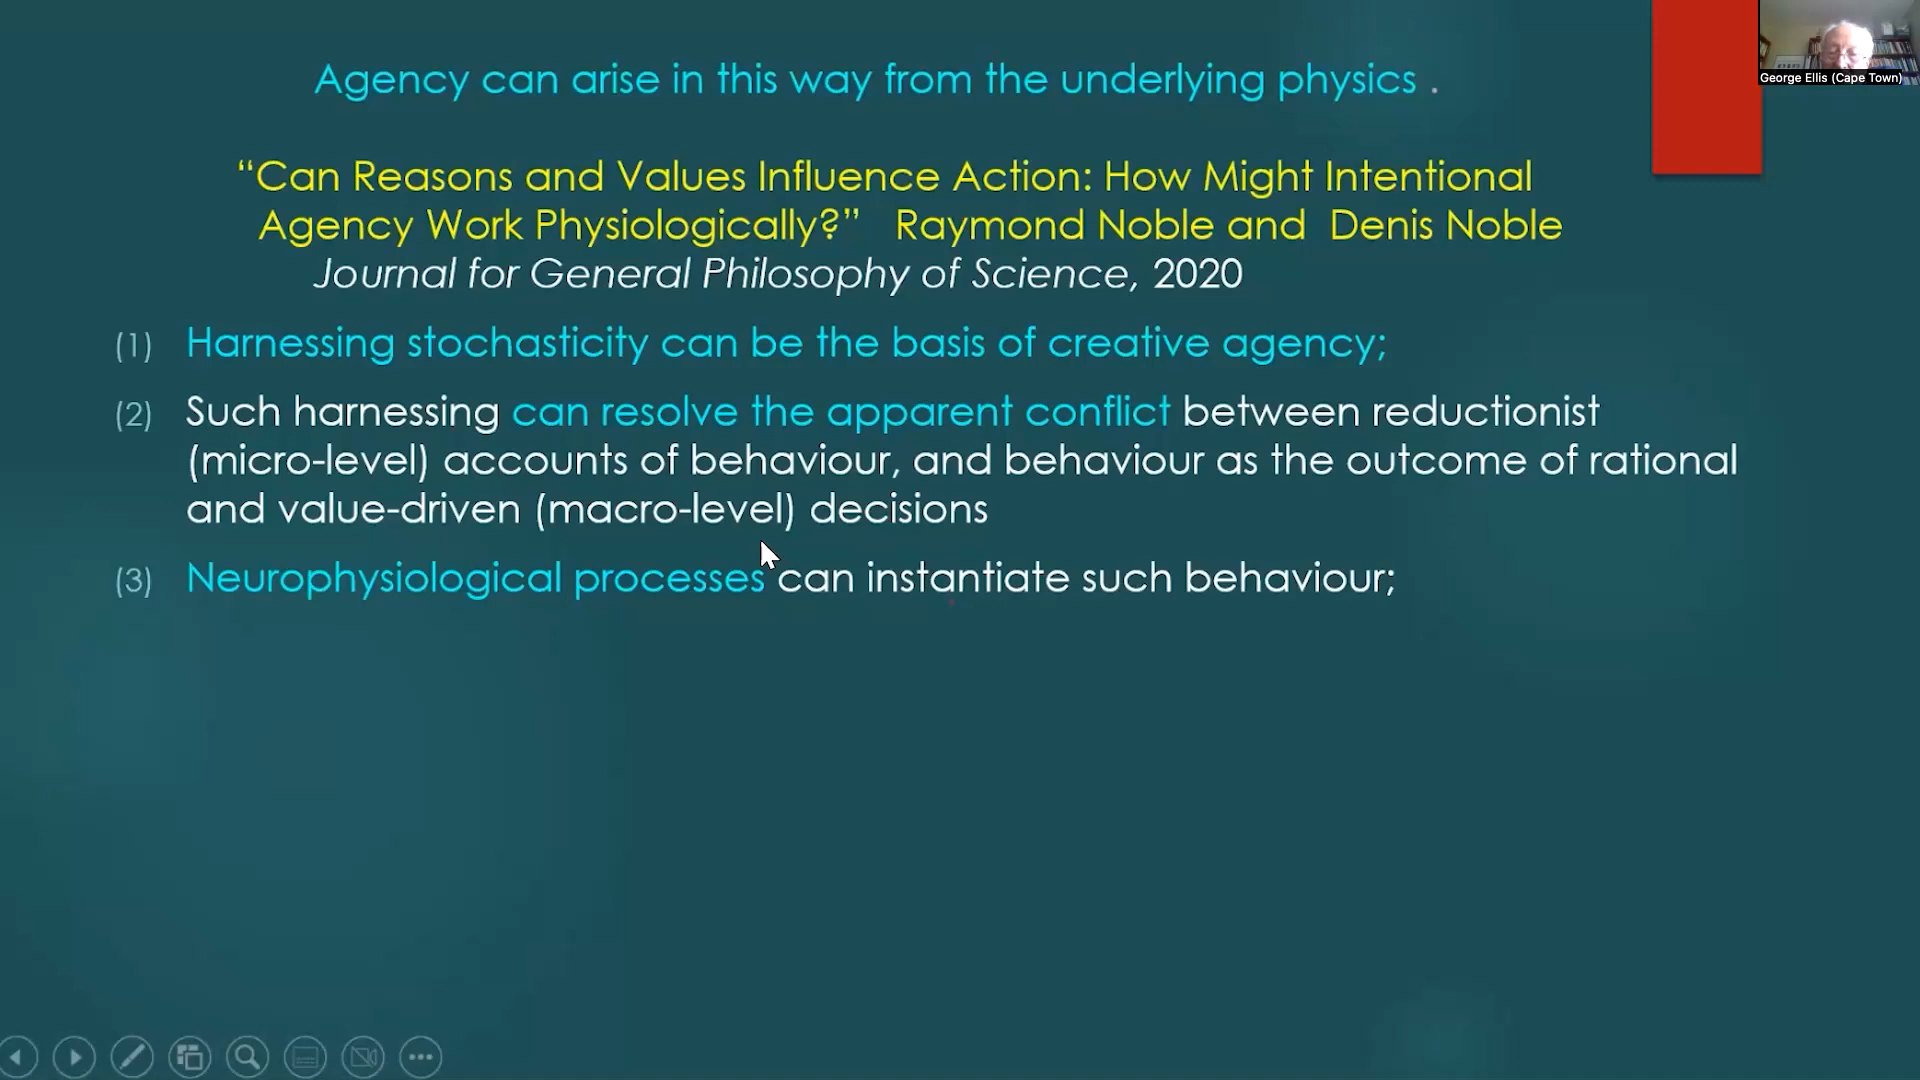 George Ellis (Cape Town)
Agency can arise in this way from the underlying physics .
“Can Reasons and Values Influence Action: How Might Intentional
Agency Work Physiologically?” Raymond Noble and Denis Noble
Journal for General Philosophy of Science, 2020
(1) Harnessing stochasticity can be the basis of creative agency;
(2) Such harnessing can resolve the apparent conflict between reductionist
(micro-level) accounts of behaviour, and behaviour as the outcome of rational
and value-driven (macro-level) decisions
(3) Neurophysiological processes can instantiate such behaviour;